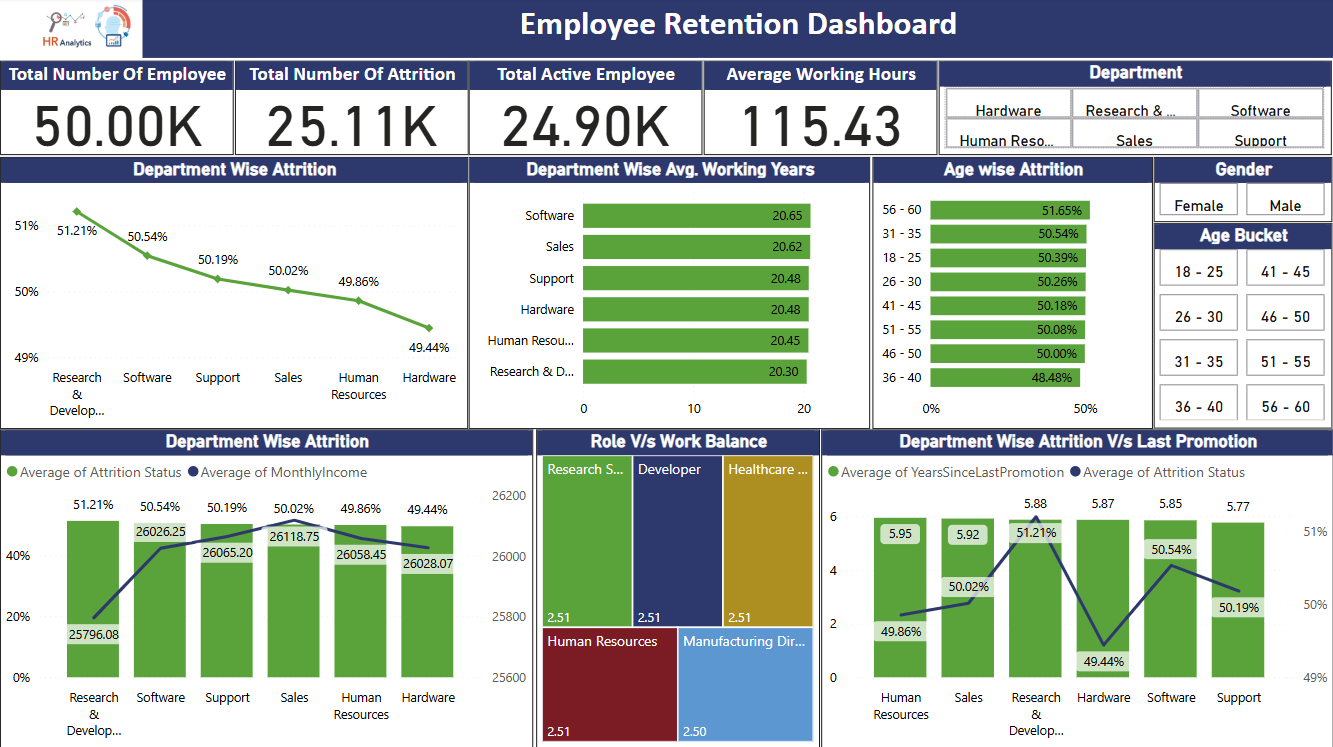 HR Analytics
Employee Retention Dashboard
Total Number Of Employee
50.00K
Total Number Of Attrition
25.11K
Total Active Employee
24.90K
Average Working Hours
115.43
Department
Hardware
Research & ...
Software
Human Reso...
Sales
Support
Department Wise Attrition
51%
50%
49%
51.21%
50.54%
50.19%
50.02%
49.86%
49.44%
Research
&
Develop...
Software
Support
Sales
Human
Resources
Hardware
Department Wise Avg. Working Years
Software 20.65
Sales 20.62
Support 20.48
Hardware 20.48
Human Resou... 20.45
Research & D... 20.30
0 10 20
Age wise Attrition
56 - 60 51.65%
31 - 35 50.54%
18 - 25 50.39%
26 - 30 50.26%
41 - 45 50.18%
51 - 55 50.08%
46 - 50 50.00%
36 - 40 48.48%
0% 50%
Gender
Female Male
Age Bucket
18 - 25 41 - 45
26 - 30 46 - 50
31 - 35 51 - 55
36 - 40 56 - 60
Department Wise Attrition
Average of Attrition Status Average of MonthlyIncome
51.21% 50.54% 50.19% 50.02% 49.86% 49.44%
25796.08 26026.25 26065.20 26118.75 26058.45 26028.07
40%
20%
0%
26200
26000
25800
25600
Research
&
Develop...
Software
Support
Sales
Human
Resources
Hardware
Role V/s Work Balance
Research S...
2.51
Developer
2.51
Healthcare ...
2.51
Human Resources
2.51
Manufacturing Dir...
2.50
Department Wise Attrition V/s Last Promotion
Average of YearsSinceLastPromotion Average of Attrition Status
5.95 5.92 5.88 5.87 5.85 5.77
49.86% 50.02% 51.21% 49.44% 50.54% 50.19%
6
4
2
0
51%
50%
49%
Human
Resources
Sales
Research
&
Develop...
Hardware
Software
Support